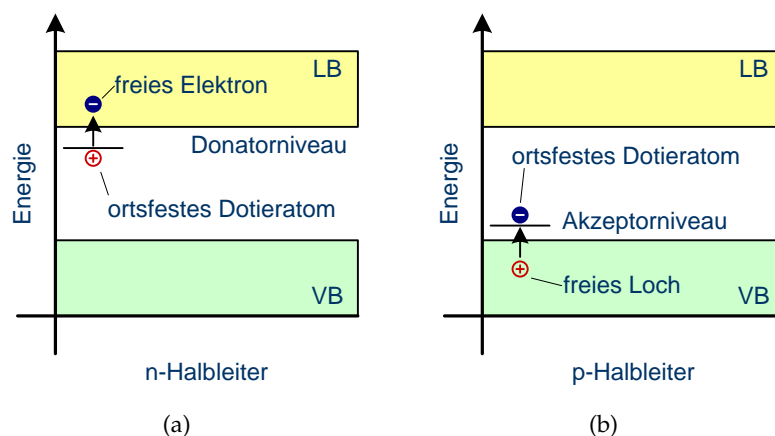 LB
freies Elektron
Donatorniveau
ortsfestes Dotieratom
VB
Energie
n-Halbleiter
(a)
LB
ortsfestes Dotieratom
Akzeptorniveau
freies Loch
VB
Energie
p-Halbleiter
(b)